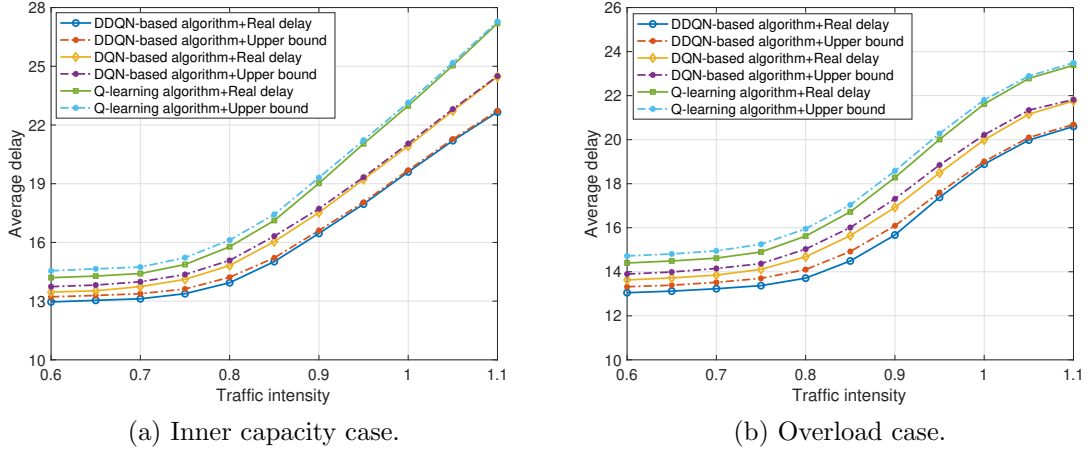 28
25
22
19
16
13
10
Average delay
DDQN-based algorithm+Real delay
DDQN-based algorithm+Upper bound
DQN-based algorithm+Real delay
DQN-based algorithm+Upper bound
Q-learning algorithm+Real delay
Q-learning algorithm+Upper bound
0.6 0.7 0.8 0.9 1 1.1
Traffic intensity
(a) Inner capacity case.
26
24
22
20
18
16
14
12
10
Average delay
DDQN-based algorithm+Real delay
DDQN-based algorithm+Upper bound
DQN-based algorithm+Real delay
DQN-based algorithm+Upper bound
Q-learning algorithm+Real delay
Q-learning algorithm+Upper bound
0.6 0.7 0.8 0.9 1 1.1
Traffic intensity
(b) Overload case.